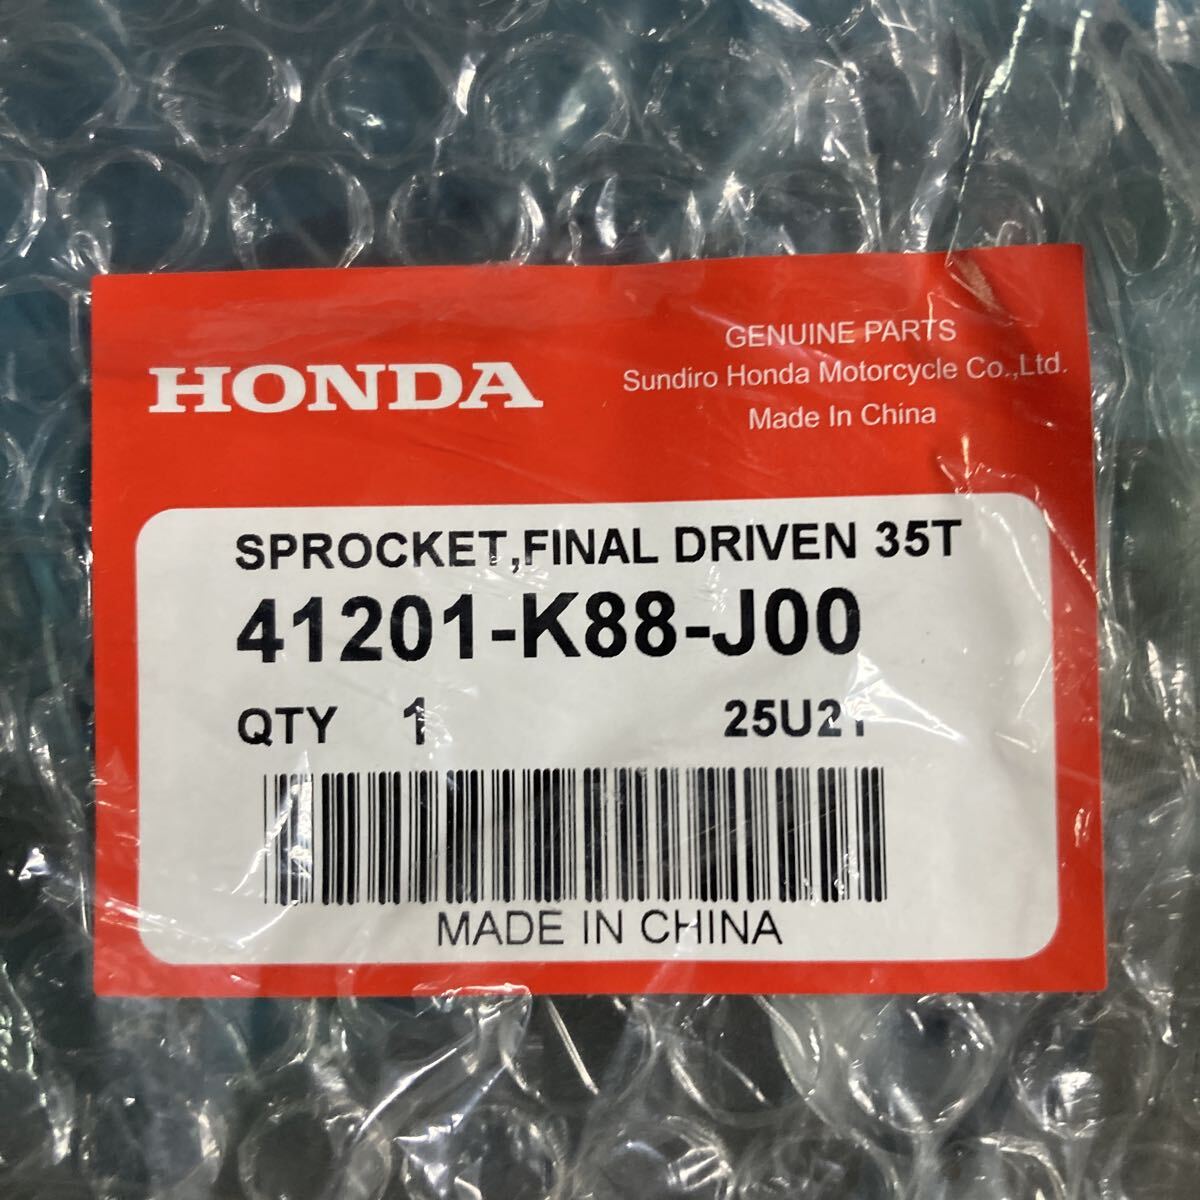 HONDA
GENUINE PARTS
Sundiro Honda Motorcycle Co.,Ltd.
Made In China
SPROCKET,FINAL DRIVEN 35T
41201-K88-J00
QTY 1 25U21
MADE IN CHINA